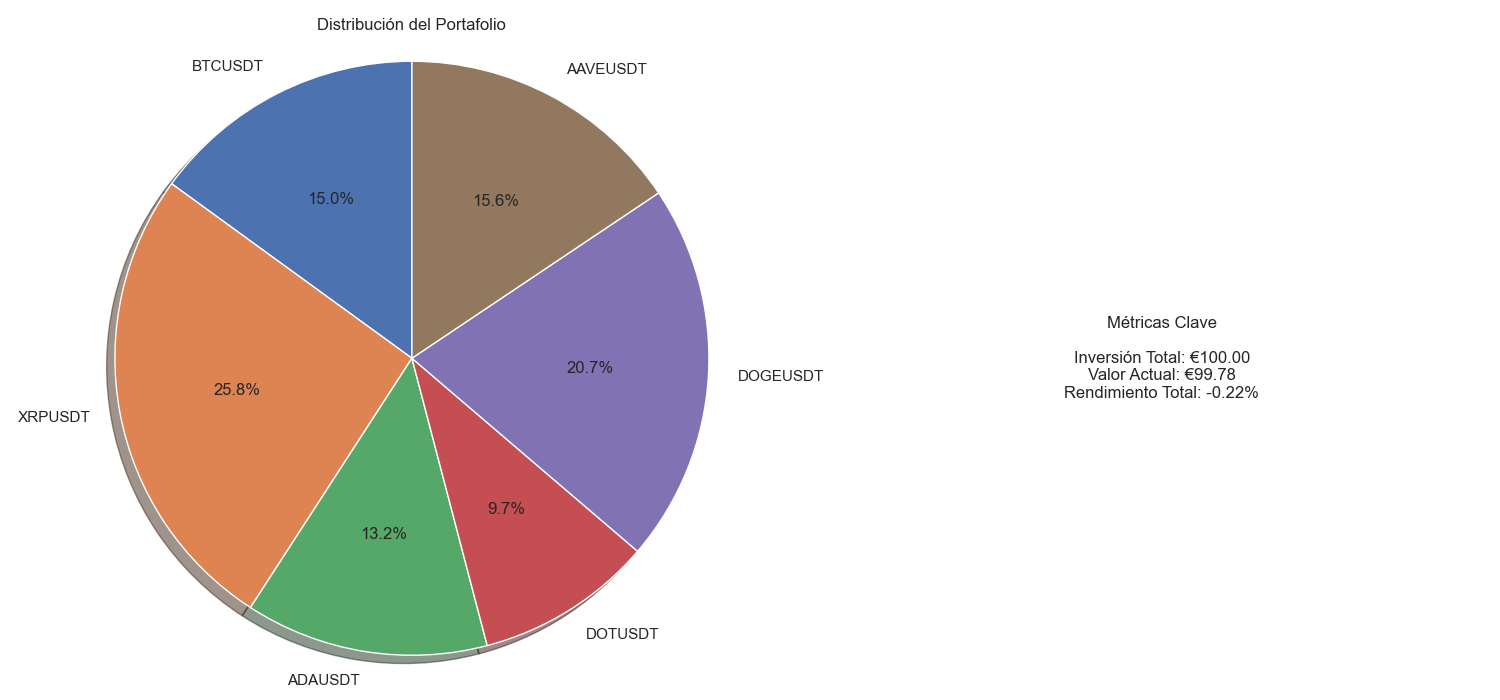 Distribución del Portafolio
BTCUSDT
AAVEUSDT
15.0%
15.6%
20.7%
DOGEUSDT
25.8%
XRPUSDT
9.7%
13.2%
DOTUSDT
ADAUSDT
Métricas Clave
Inversión Total: €100.00
Valor Actual: €99.78
Rendimiento Total: -0.22%